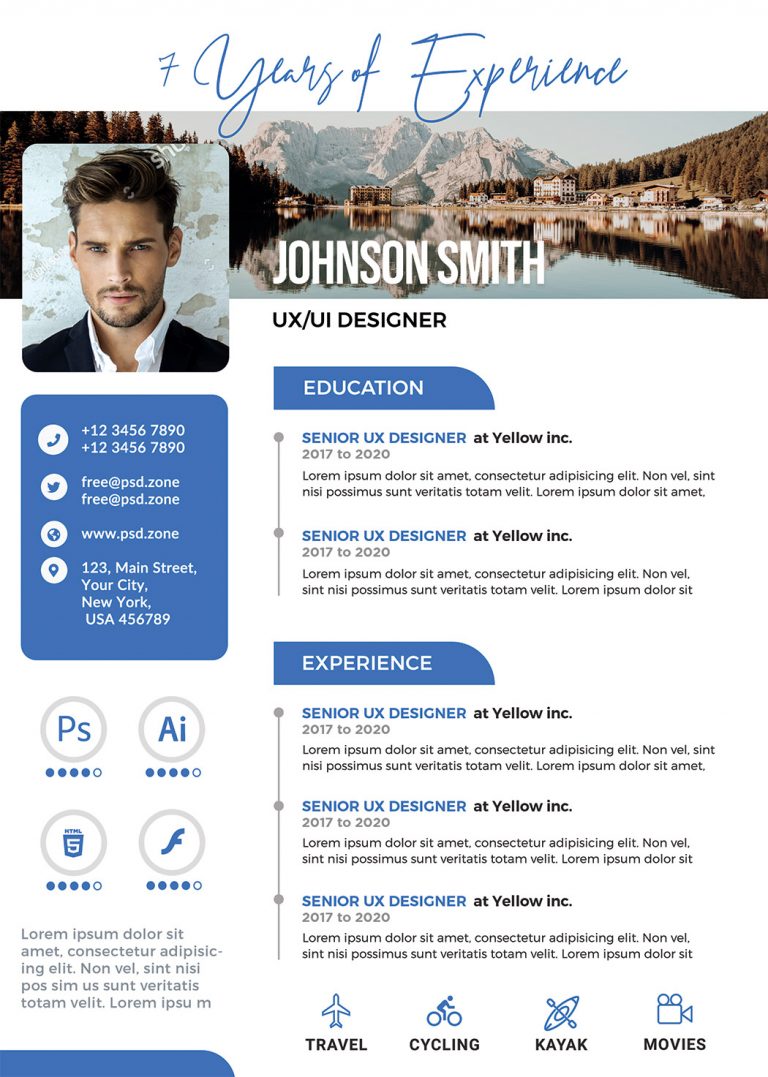 7 Years of Experience
JOHNSON SMITH
UX/UI DESIGNER
+12 3456 7890
+12 3456 7890
free@psd.zone
free@psd.zone
www.psd.zone
123, Main Street,
Your City,
New York,
USA 456789
Ps
Ai
HTML
5
f
Lorem ipsum dolor sit
amet, consectetur adipisic-
ing elit. Non vel, sint nisi
pos sim us sunt veritatis
totam velit. Lorem ipsu m
EDUCATION
SENIOR UX DESIGNER at Yellow inc.
2017 to 2020
Lorem ipsum dolor sit amet, consectetur adipisicing elit. Non vel, sint
nisi possimus sunt veritatis totam velit. Lorem ipsum dolor sit amet,
SENIOR UX DESIGNER at Yellow inc.
2017 to 2020
Lorem ipsum dolor sit amet, consectetur adipisicing elit. Non vel,
sint nisi possimus sunt veritatis totam velit. Lorem ipsum dolor sit
EXPERIENCE
SENIOR UX DESIGNER at Yellow inc.
2017 to 2020
Lorem ipsum dolor sit amet, consectetur adipisicing elit. Non vel, sint
nisi possimus sunt veritatis totam velit. Lorem ipsum dolor sit amet,
SENIOR UX DESIGNER at Yellow inc.
2017 to 2020
Lorem ipsum dolor sit amet, consectetur adipisicing elit. Non vel,
sint nisi possimus sunt veritatis totam velit. Lorem ipsum dolor sit
SENIOR UX DESIGNER at Yellow inc.
2017 to 2020
Lorem ipsum dolor sit amet, consectetur adipisicing elit. Non vel,
sint nisi possimus sunt veritatis totam velit. Lorem ipsum dolor sit
TRAVEL
CYCLING
KAYAK
MOVIES